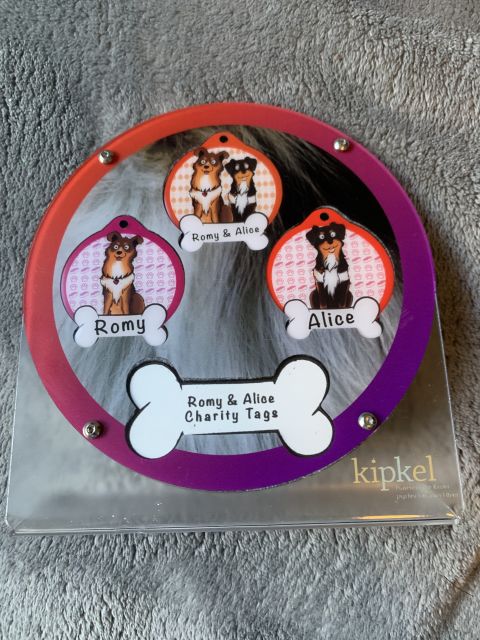 Romy & Alice
Romy
Alice
Romy & Alice
Charity Tags
kipkel